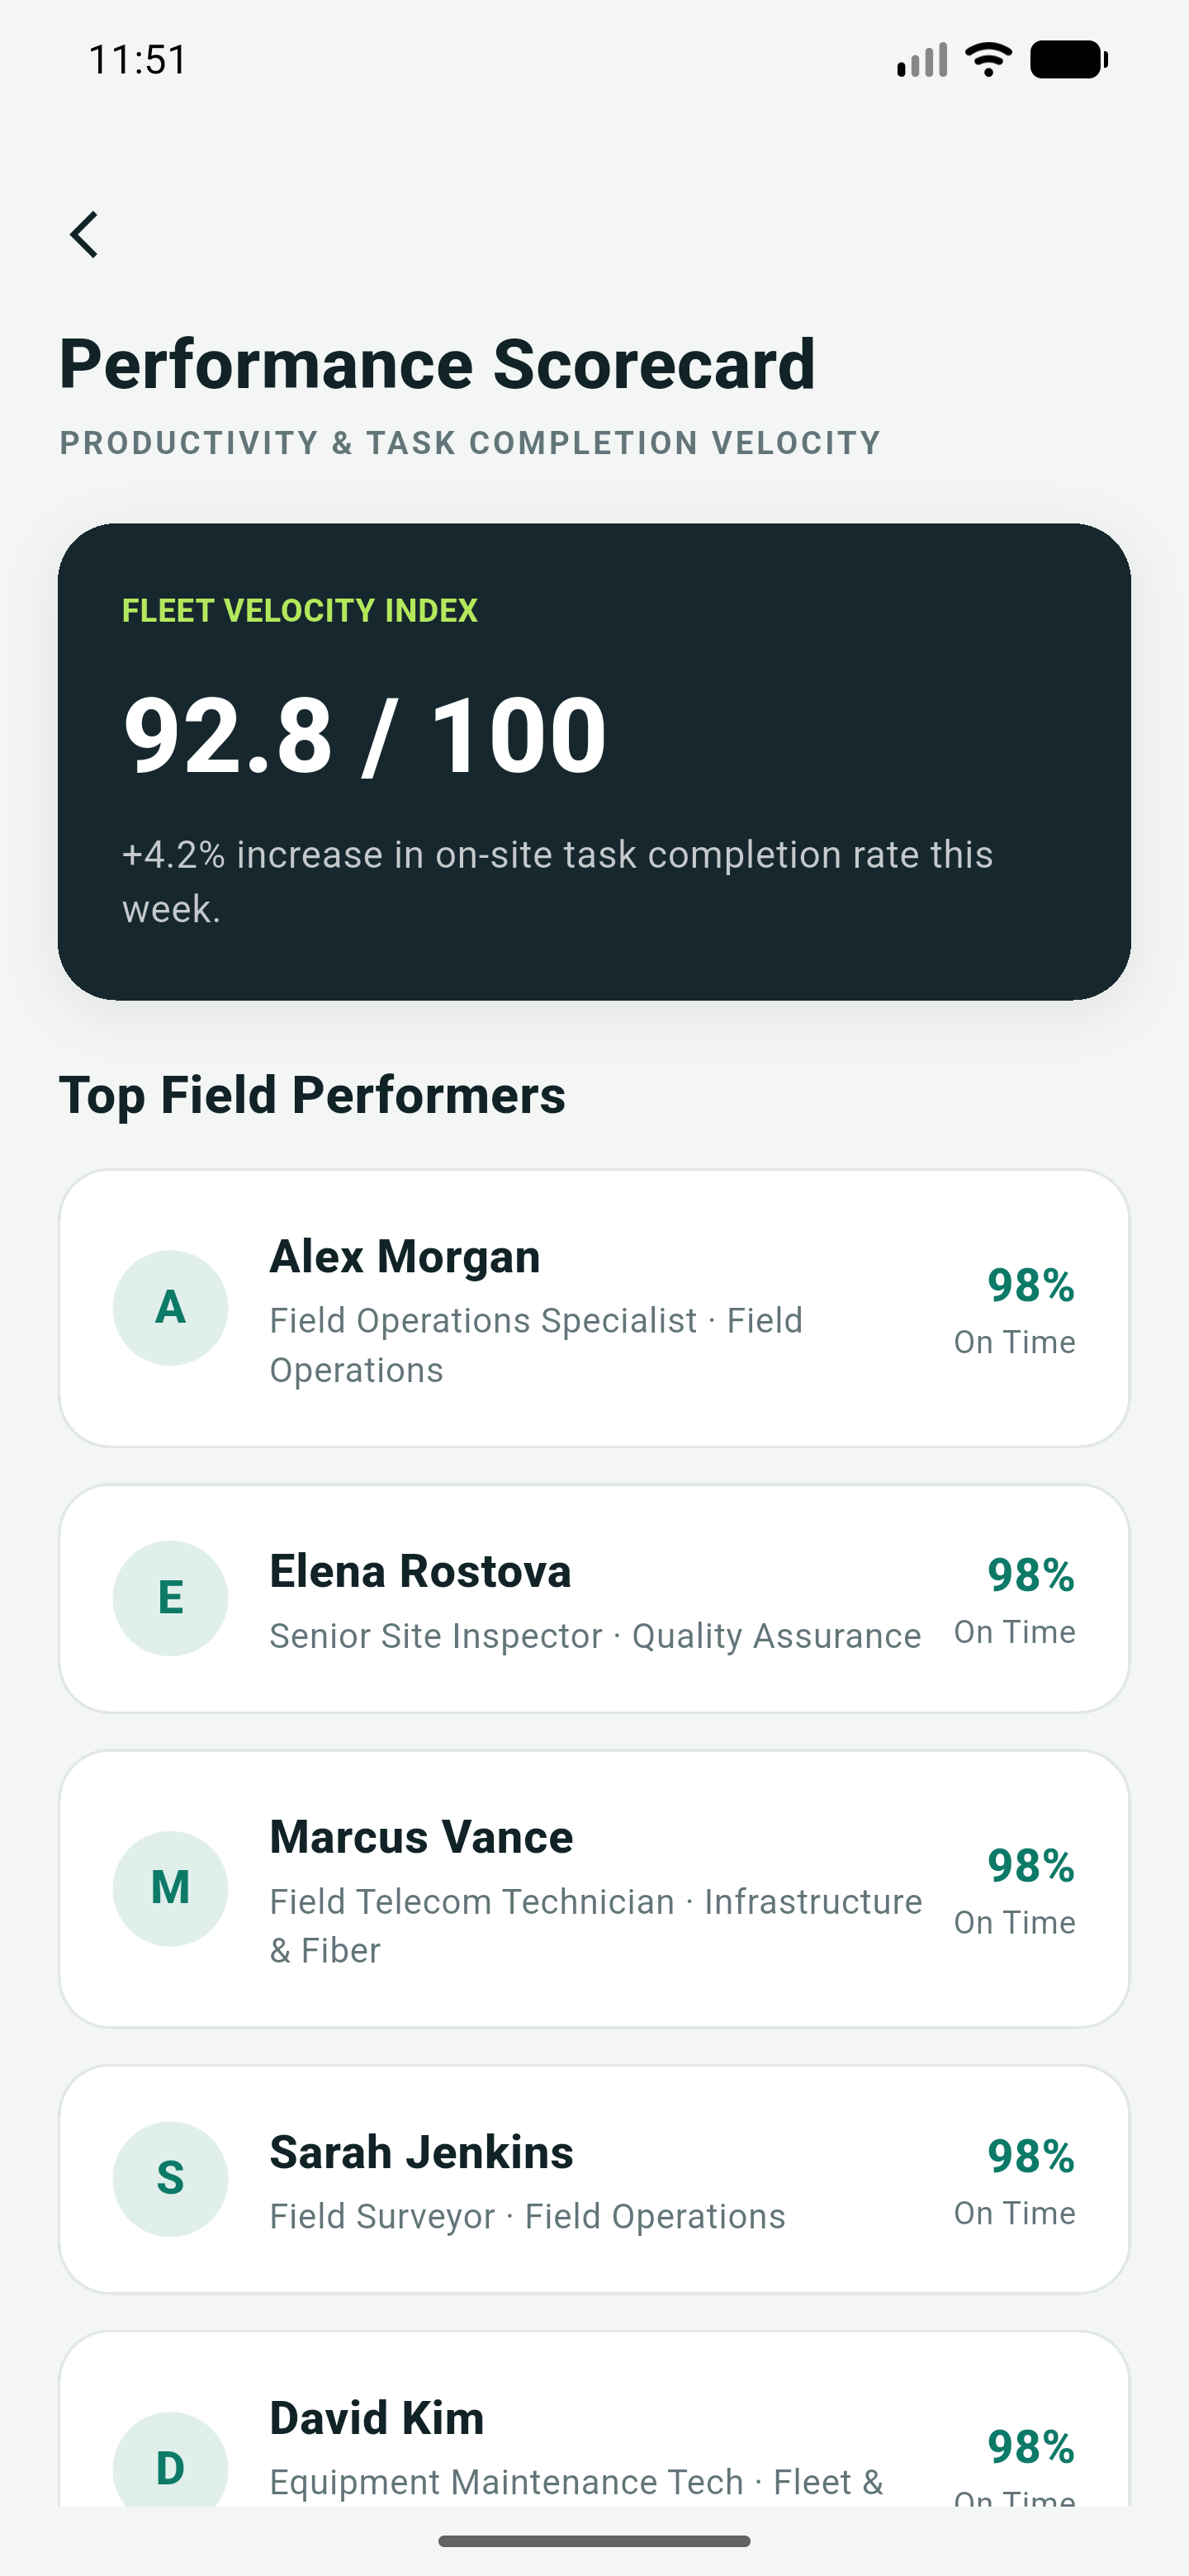 11:51
Performance Scorecard
PRODUCTIVITY & TASK COMPLETION VELOCITY
FLEET VELOCITY INDEX
92.8 / 100
+4.2% increase in on-site task completion rate this
week.
Top Field Performers
A
Alex Morgan
Field Operations Specialist · Field
Operations
98%
On Time
E
Elena Rostova
Senior Site Inspector · Quality Assurance
98%
On Time
M
Marcus Vance
Field Telecom Technician · Infrastructure
& Fiber
98%
On Time
S
Sarah Jenkins
Field Surveyor · Field Operations
98%
On Time
D
David Kim
Equipment Maintenance Tech · Fleet &
98%
On Time